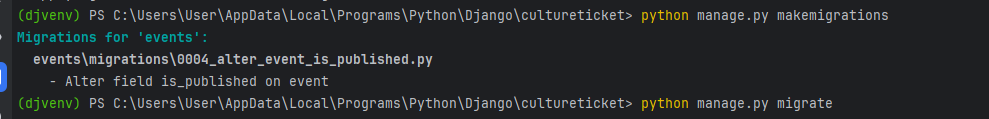 (djvenv) PS C:\Users\User\AppData\Local\Programs\Python\Django\cultureticket> python manage.py makemigrations
Migrations for 'events':
  events\migrations\0004_alter_event_is_published.py
    - Alter field is_published on event
(djvenv) PS C:\Users\User\AppData\Local\Programs\Python\Django\cultureticket> python manage.py migrate